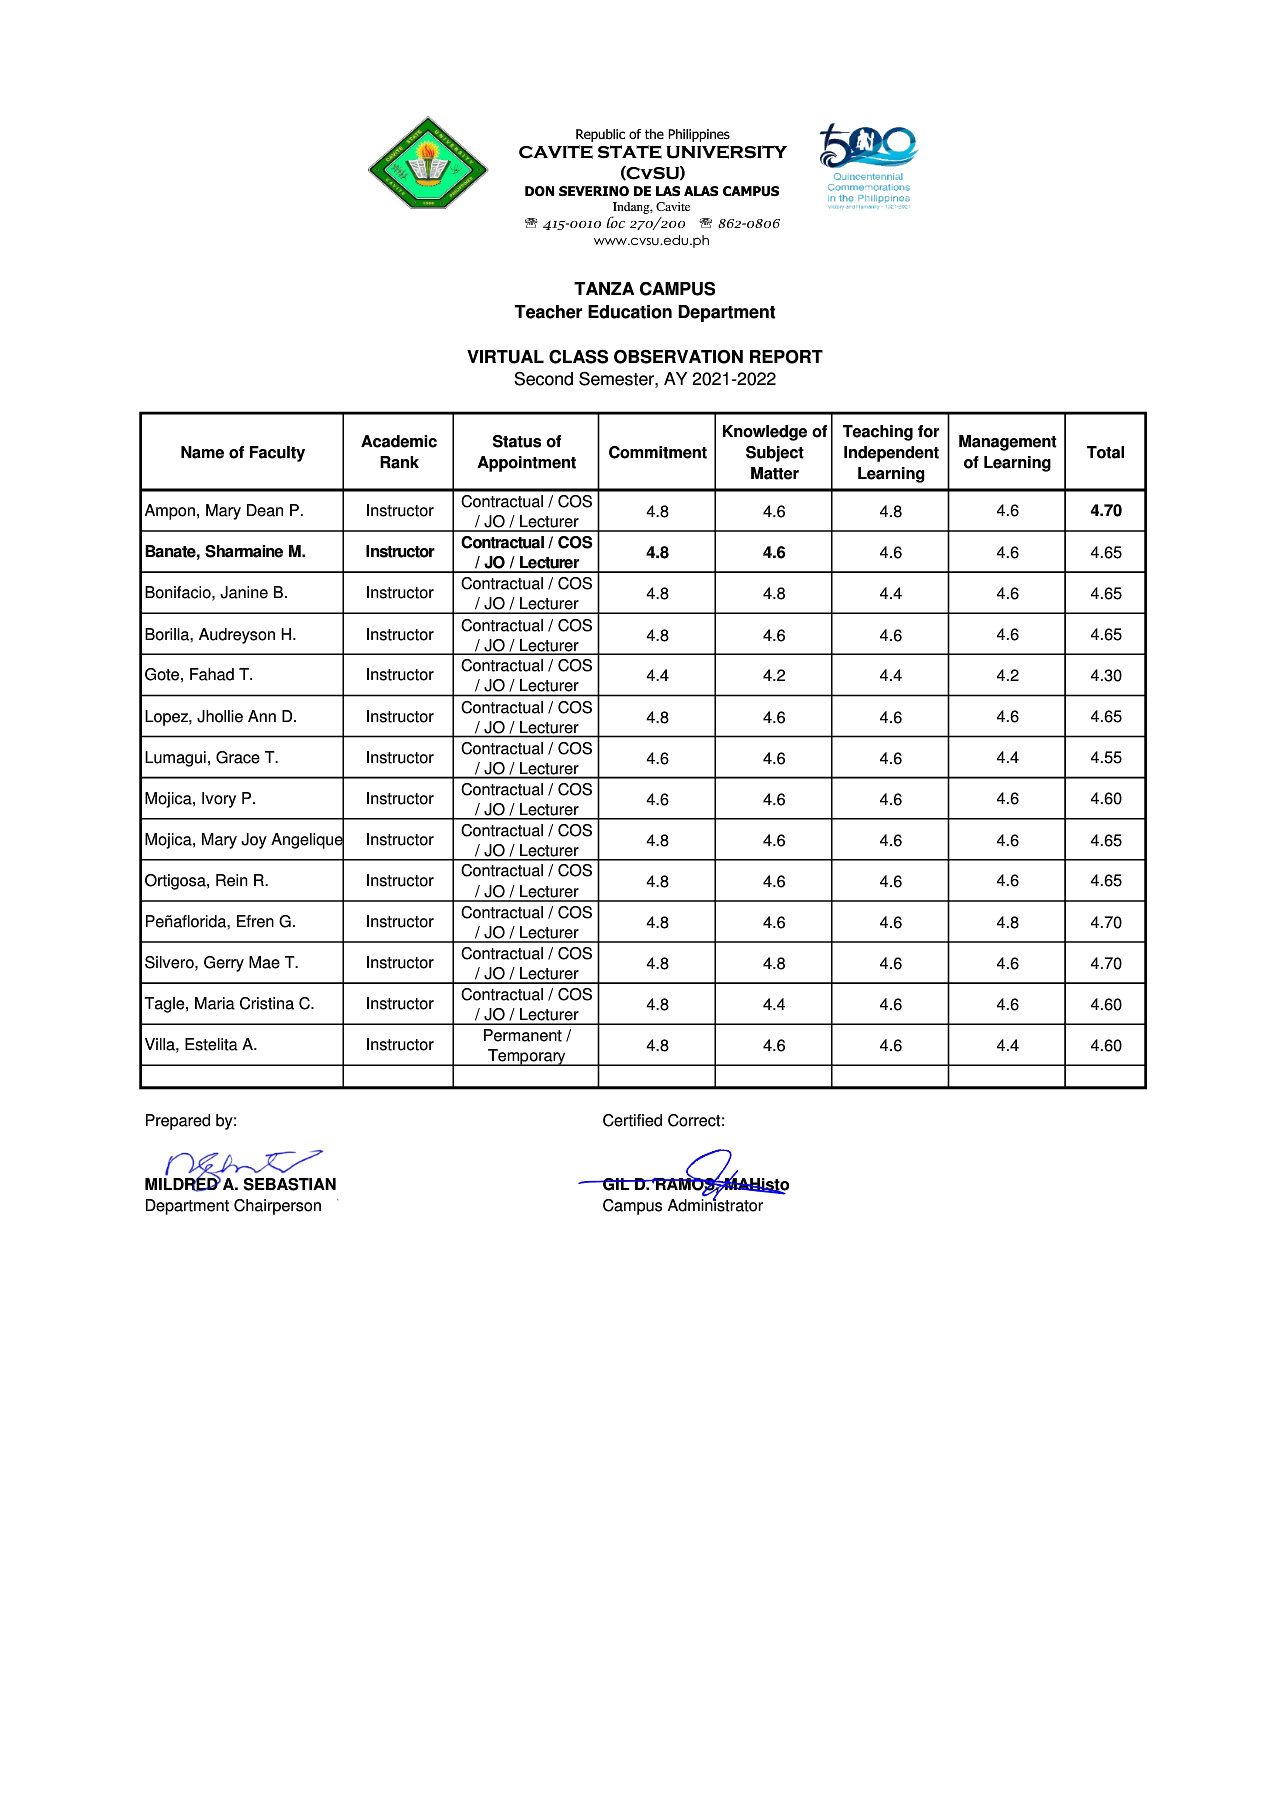 Republic of the Philippines
CAVITE STATE UNIVERSITY
(CvSU)
DON SEVERINO DE LAS ALAS CAMPUS
Indang, Cavite
☏ 415-0010 loc 270/200 ☏ 862-0806
www.cvsu.edu.ph
CAVITE STATE UNIVERSITY
CAVITE PHILIPPINES
1906
500
Quincentennial
Commemorations
in the Philippines
Victory and Humanity • 1521-2021
TANZA CAMPUS
Teacher Education Department
VIRTUAL CLASS OBSERVATION REPORT
Second Semester, AY 2021-2022
Name of Faculty Academic Rank Status of Appointment Commitment Knowledge of Subject Matter Teaching for Independent Learning Management of Learning Total
Ampon, Mary Dean P. Instructor Contractual / COS / JO / Lecturer 4.8 4.6 4.8 4.6 4.70
Banate, Sharmaine M. Instructor Contractual / COS / JO / Lecturer 4.8 4.6 4.6 4.6 4.65
Bonifacio, Janine B. Instructor Contractual / COS / JO / Lecturer 4.8 4.8 4.4 4.6 4.65
Borilla, Audreyson H. Instructor Contractual / COS / JO / Lecturer 4.8 4.6 4.6 4.6 4.65
Gote, Fahad T. Instructor Contractual / COS / JO / Lecturer 4.4 4.2 4.4 4.2 4.30
Lopez, Jhollie Ann D. Instructor Contractual / COS / JO / Lecturer 4.8 4.6 4.6 4.6 4.65
Lumagui, Grace T. Instructor Contractual / COS / JO / Lecturer 4.6 4.6 4.6 4.4 4.55
Mojica, Ivory P. Instructor Contractual / COS / JO / Lecturer 4.6 4.6 4.6 4.6 4.60
Mojica, Mary Joy Angelique Instructor Contractual / COS / JO / Lecturer 4.8 4.6 4.6 4.6 4.65
Ortigosa, Rein R. Instructor Contractual / COS / JO / Lecturer 4.8 4.6 4.6 4.6 4.65
Peñaflorida, Efren G. Instructor Contractual / COS / JO / Lecturer 4.8 4.6 4.6 4.8 4.70
Silvero, Gerry Mae T. Instructor Contractual / COS / JO / Lecturer 4.8 4.8 4.6 4.6 4.70
Tagle, Maria Cristina C. Instructor Contractual / COS / JO / Lecturer 4.8 4.4 4.6 4.6 4.60
Villa, Estelita A. Instructor Permanent / Temporary 4.8 4.6 4.6 4.4 4.60
Prepared by: Certified Correct:
MILDRED A. SEBASTIAN GIL D. RAMOS, MAHisto
Department Chairperson Campus Administrator